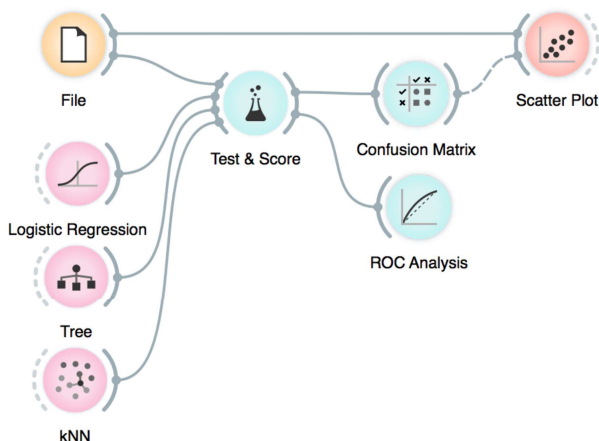 File
Scatter Plot
Test & Score
Confusion Matrix
Logistic Regression
ROC Analysis
Tree
kNN